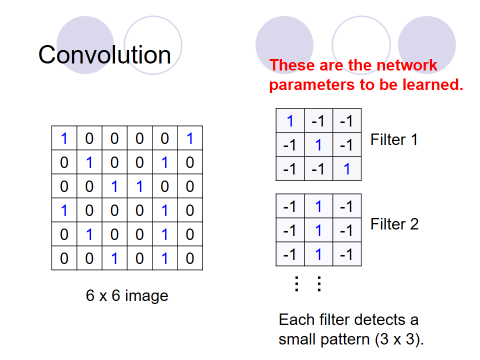 Convolution
These are the network
parameters to be learned.
1 0 0 0 0 1
0 1 0 0 1 0
0 0 1 1 0 0
1 0 0 0 1 0
0 1 0 0 1 0
0 0 1 0 1 0
6 x 6 image
1 -1 -1
-1 1 -1
-1 -1 1
Filter 1
-1 1 -1
-1 1 -1
-1 1 -1
Filter 2
⋮ ⋮
Each filter detects a
small pattern (3 x 3).